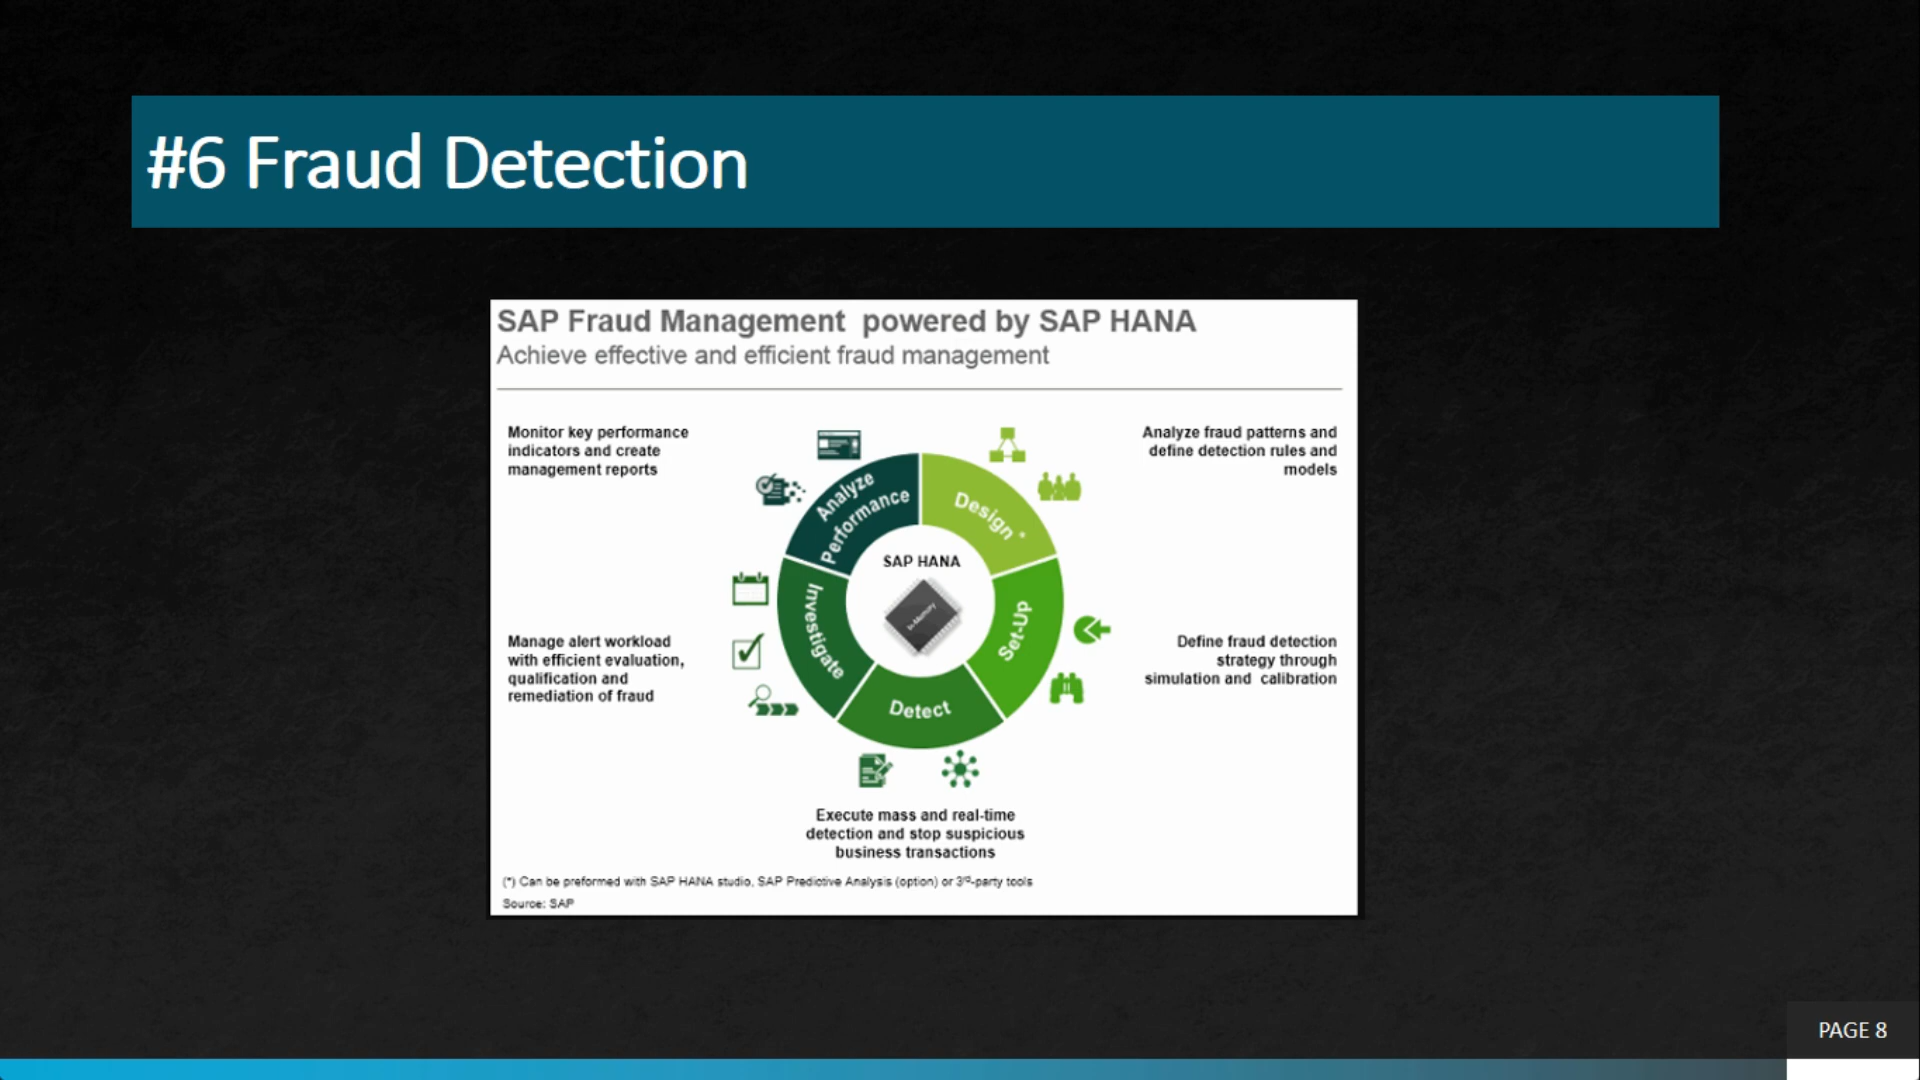 #6 Fraud Detection
SAP Fraud Management powered by SAP HANA
Achieve effective and efficient fraud management
Monitor key performance
indicators and create
management reports
Analyze fraud patterns and
define detection rules and
models
Analyze
Performance
Design *
SAP HANA
In-Memory
Investigate
Set-Up
Detect
Manage alert workload
with efficient evaluation,
qualification and
remediation of fraud
Define fraud detection
strategy through
simulation and calibration
Execute mass and real-time
detection and stop suspicious
business transactions
(*) Can be preformed with SAP HANA studio, SAP Predictive Analysis (option) or 3rd-party tools
Source: SAP
PAGE 8